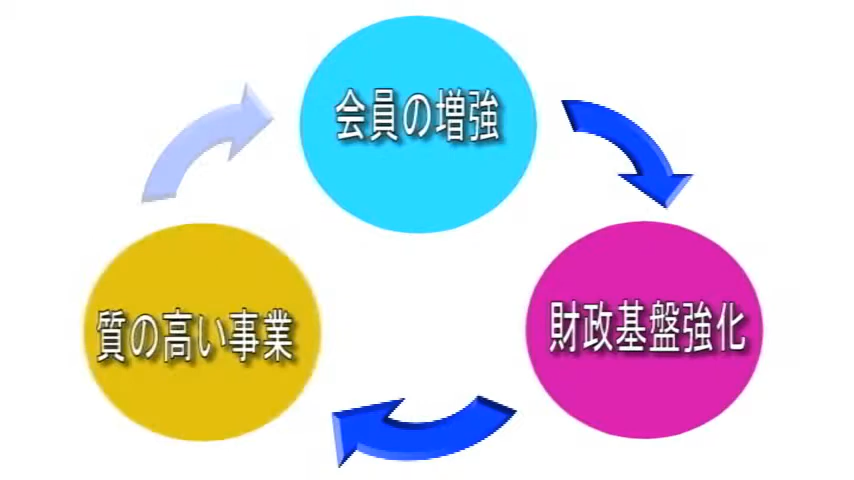 会員の増強
財政基盤強化
質の高い事業